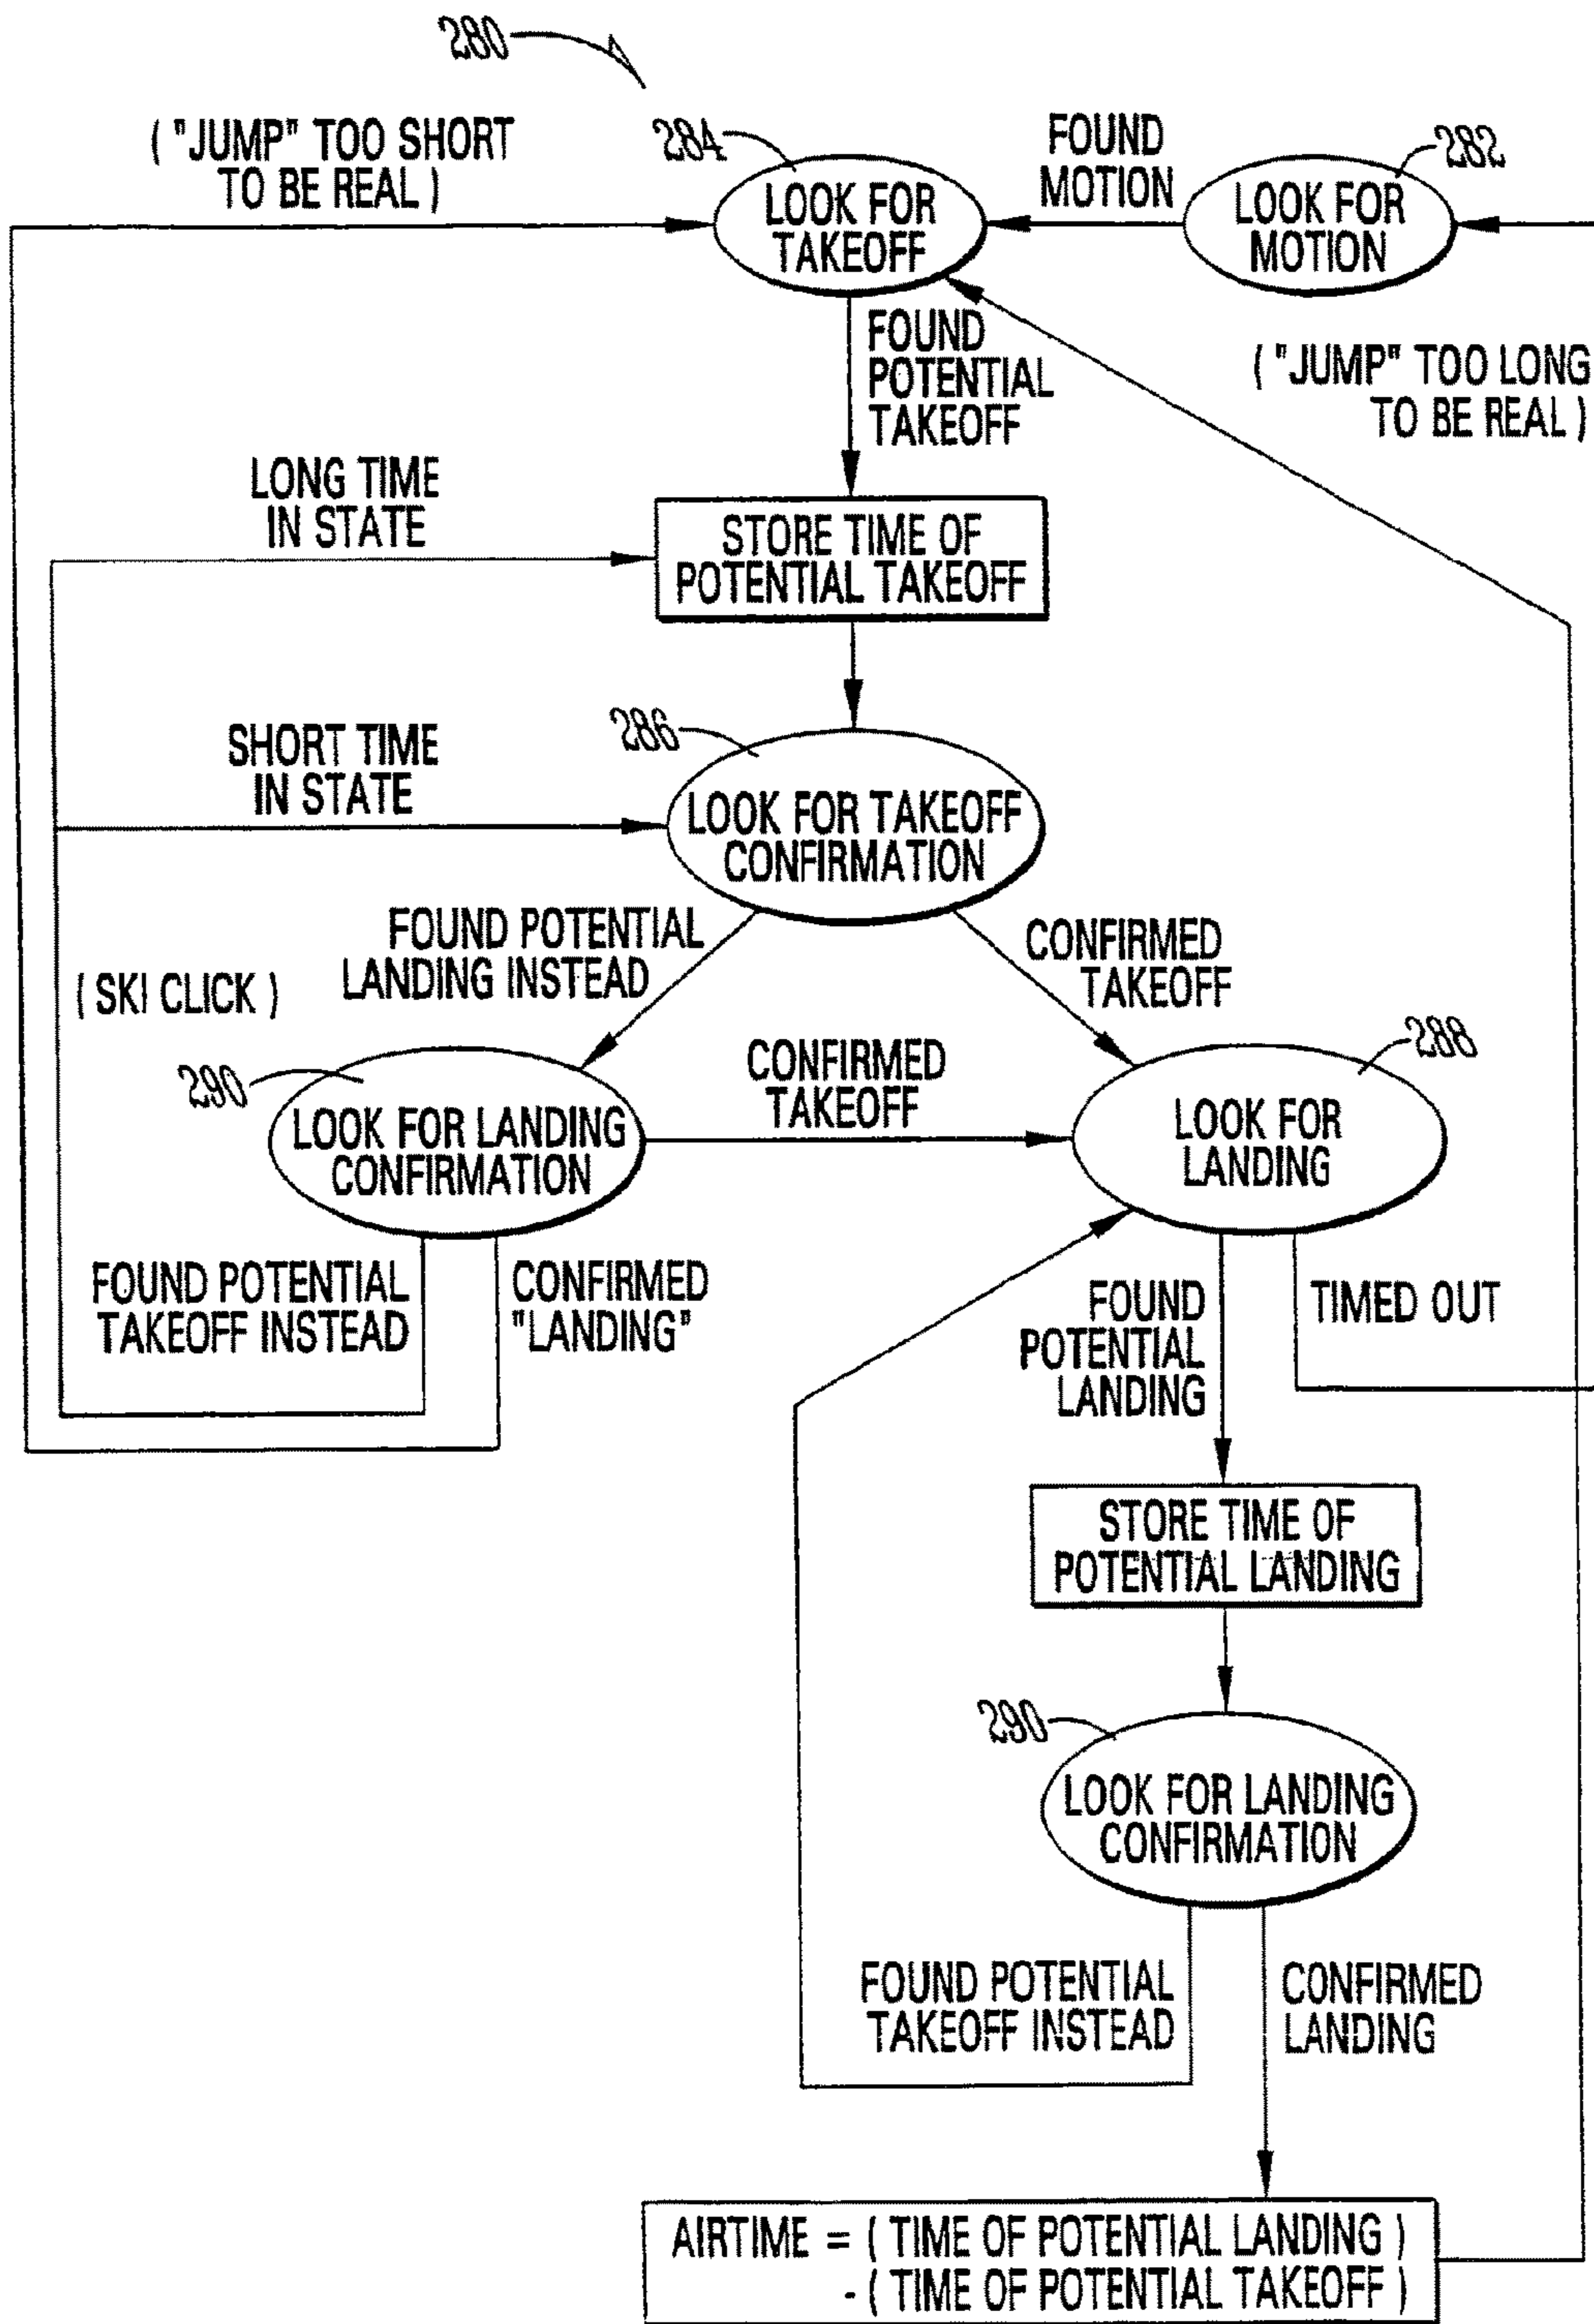 280
( "JUMP" TOO SHORT
TO BE REAL )
284
LOOK FOR
TAKEOFF
FOUND
MOTION
282
LOOK FOR
MOTION
FOUND
POTENTIAL
TAKEOFF
( "JUMP" TOO LONG
TO BE REAL )
LONG TIME
IN STATE
STORE TIME OF
POTENTIAL TAKEOFF
SHORT TIME
IN STATE
286
LOOK FOR TAKEOFF
CONFIRMATION
FOUND POTENTIAL
LANDING INSTEAD
CONFIRMED
TAKEOFF
( SKI CLICK )
290
LOOK FOR LANDING
CONFIRMATION
CONFIRMED
TAKEOFF
288
LOOK FOR
LANDING
FOUND POTENTIAL
TAKEOFF INSTEAD
CONFIRMED
"LANDING"
FOUND
POTENTIAL
LANDING
TIMED OUT
STORE TIME OF
POTENTIAL LANDING
290
LOOK FOR LANDING
CONFIRMATION
FOUND POTENTIAL
TAKEOFF INSTEAD
CONFIRMED
LANDING
AIRTIME = ( TIME OF POTENTIAL LANDING )
- ( TIME OF POTENTIAL TAKEOFF )